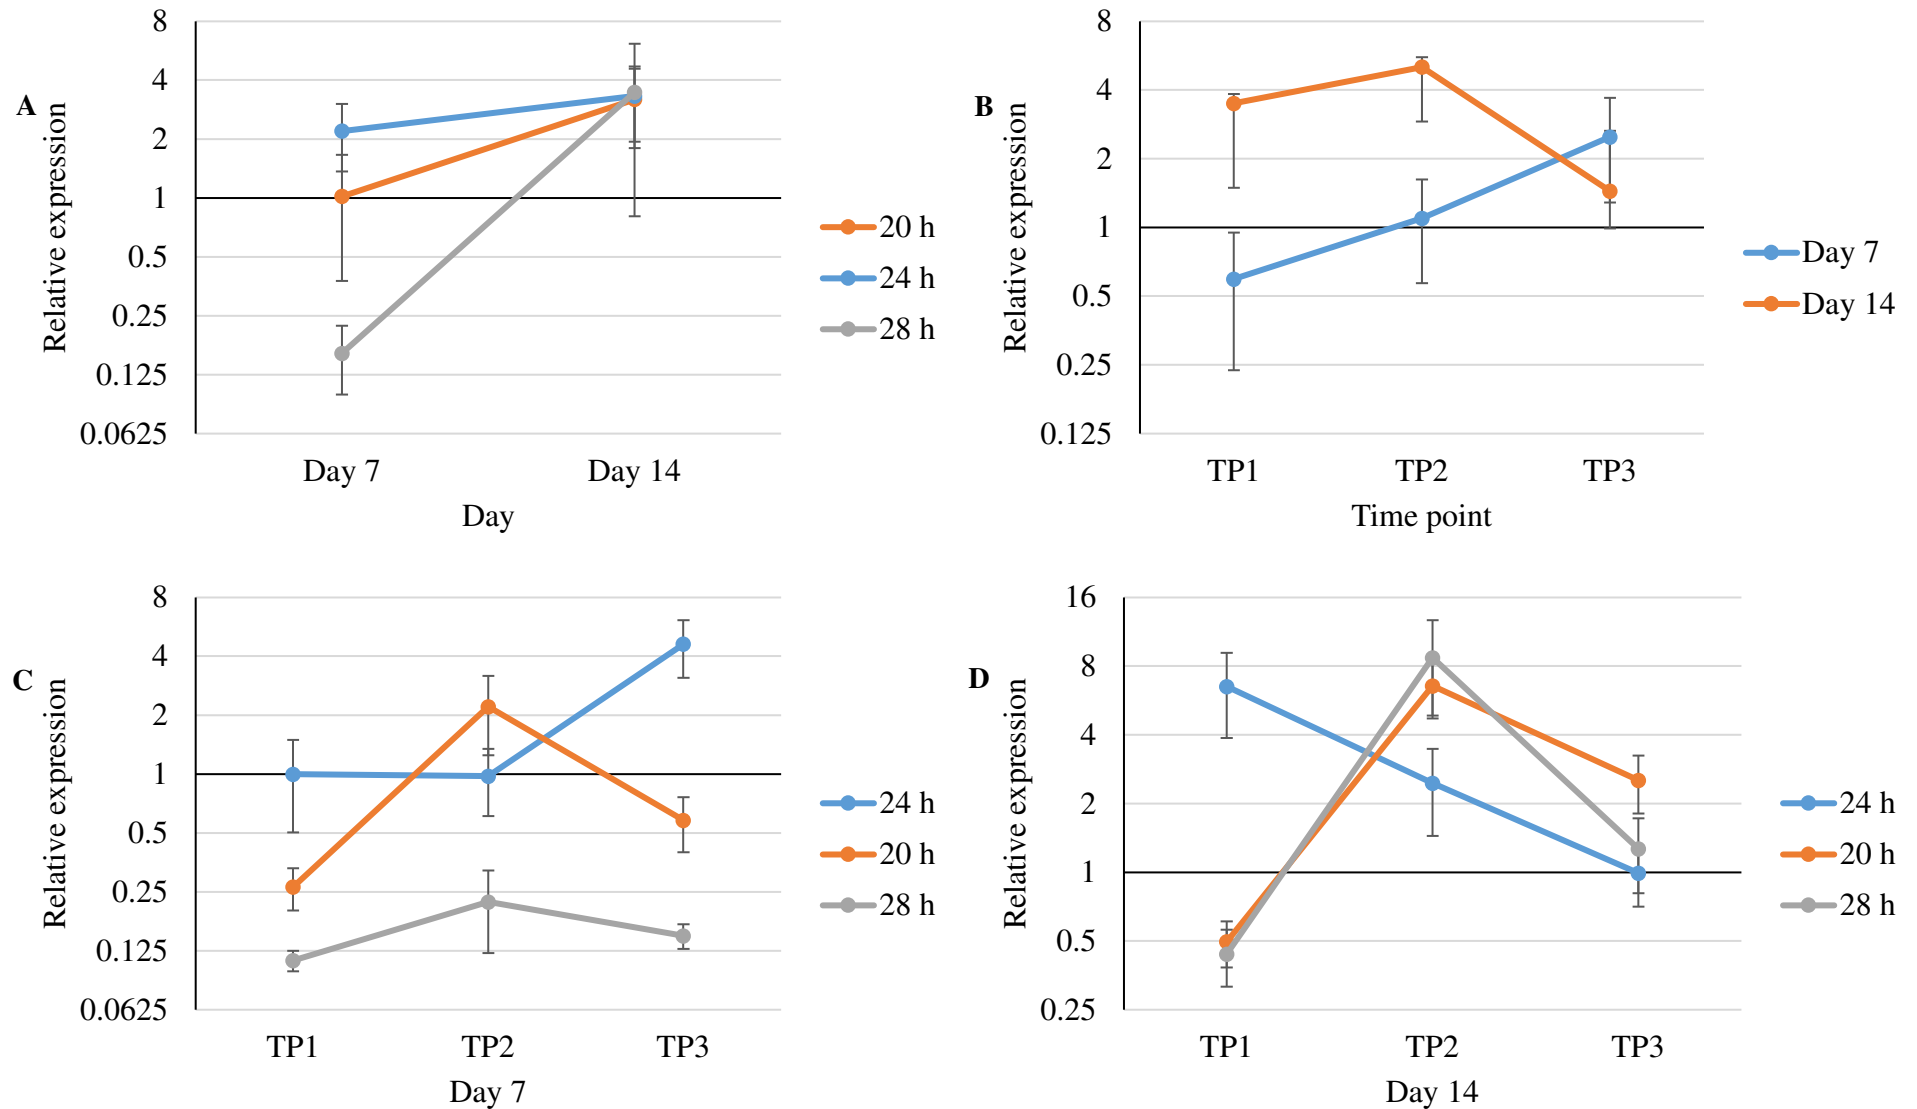 A
Relative expression
8
4
2
1
0.5
0.25
0.125
0.0625
Day 7
Day 14
Day
20 h
24 h
28 h
B
Relative expression
8
4
2
1
0.5
0.25
0.125
TP1
TP2
TP3
Time point
Day 7
Day 14
C
Relative expression
8
4
2
1
0.5
0.25
0.125
0.0625
TP1
TP2
TP3
Day 7
24 h
20 h
28 h
D
Relative expression
16
8
4
2
1
0.5
0.25
TP1
TP2
TP3
Day 14
24 h
20 h
28 h